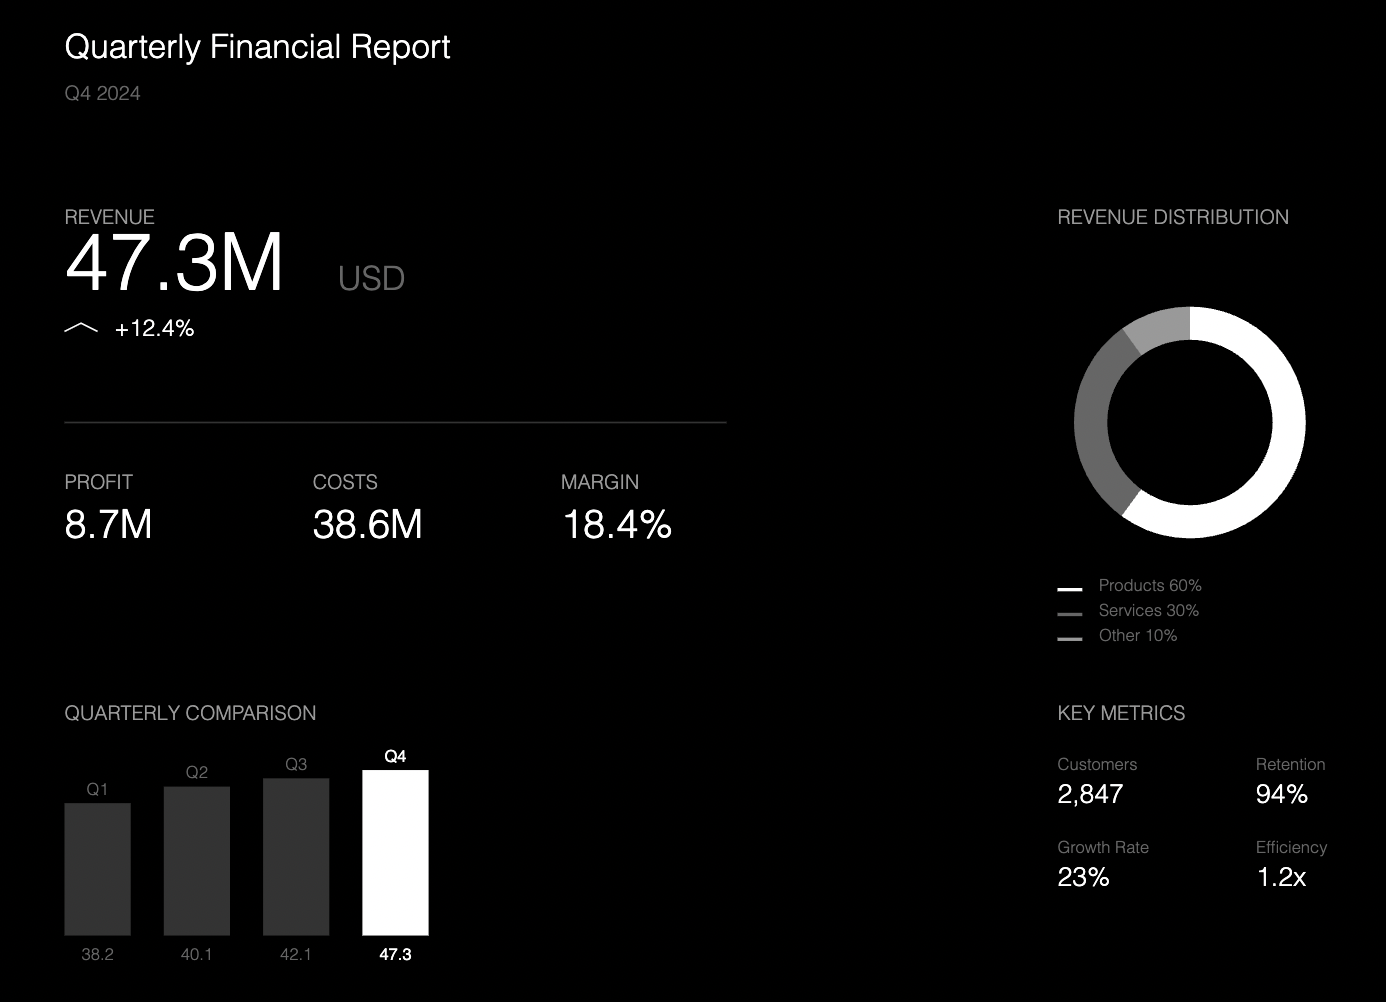 Quarterly Financial Report
Q4 2024
REVENUE
47.3M USD
+12.4%
PROFIT COSTS MARGIN
8.7M 38.6M 18.4%
QUARTERLY COMPARISON
Q1 Q2 Q3 Q4
38.2 40.1 42.1 47.3
REVENUE DISTRIBUTION
Products 60%
Services 30%
Other 10%
KEY METRICS
Customers Retention
2,847 94%
Growth Rate Efficiency
23% 1.2x